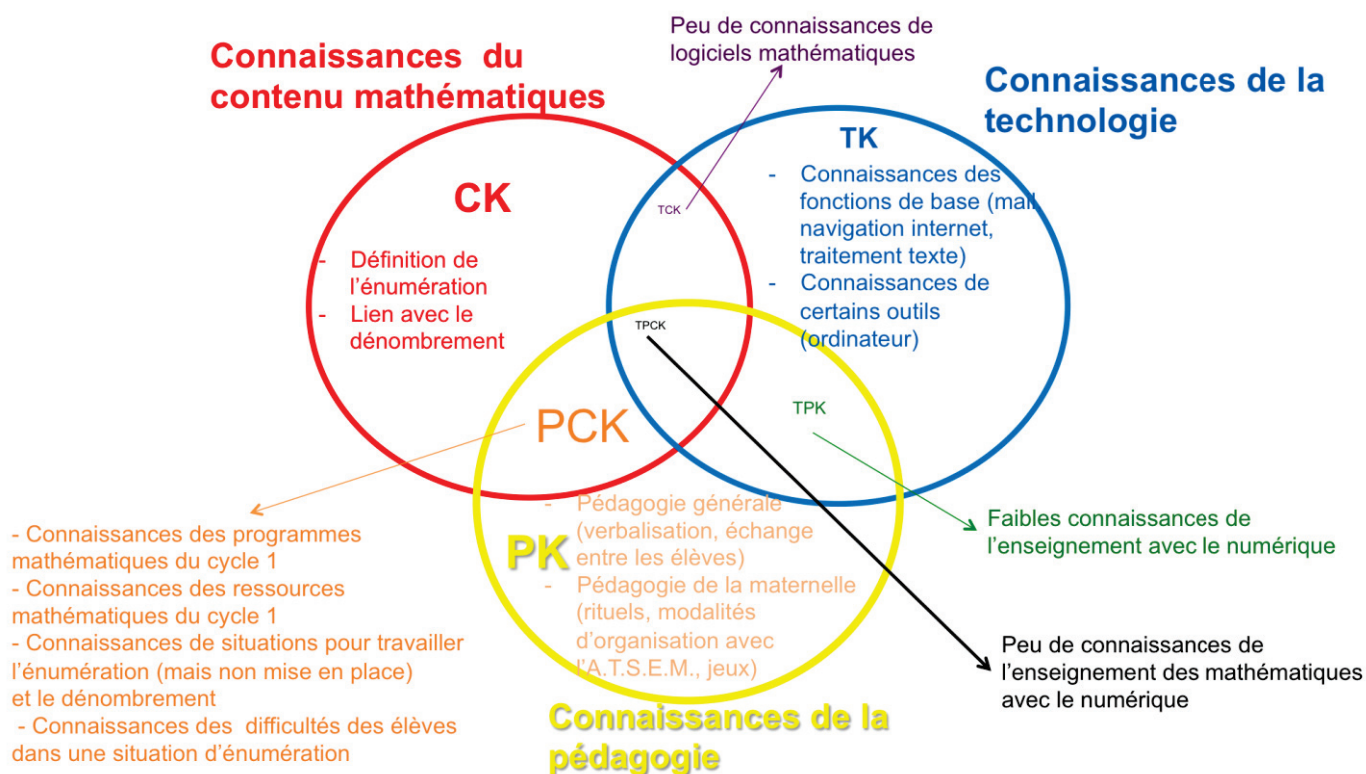 Peu de connaissances de
logiciels mathématiques
Connaissances du
contenu mathématiques
Connaissances de la
technologie
TK
- Connaissances des
fonctions de base (mail
navigation internet,
traitement texte)
- Connaissances de
certains outils
(ordinateur)
CK
- Définition de
l'énumération
- Lien avec le
dénombrement
TCK
TPCK
PCK
TPK
- Pédagogie générale
(verbalisation, échange
entre les élèves)
- Pédagogie de la maternelle
(rituels, modalités
d'organisation avec
l'A.T.S.E.M., jeux)
PK
Connaissances de la
pédagogie
- Connaissances des programmes
mathématiques du cycle 1
- Connaissances des ressources
mathématiques du cycle 1
- Connaissances de situations pour travailler
l'énumération (mais non mise en place)
et le dénombrement
- Connaissances des difficultés des élèves
dans une situation d'énumération
Faibles connaissances de
l'enseignement avec le numérique
Peu de connaissances de
l'enseignement des mathématiques
avec le numérique